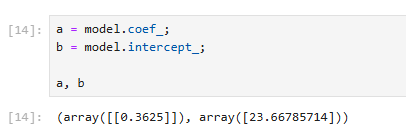 [14]: a = model.coef_;
b = model.intercept_;
a, b
[14]: (array([[0.3625]]), array([23.66785714]))